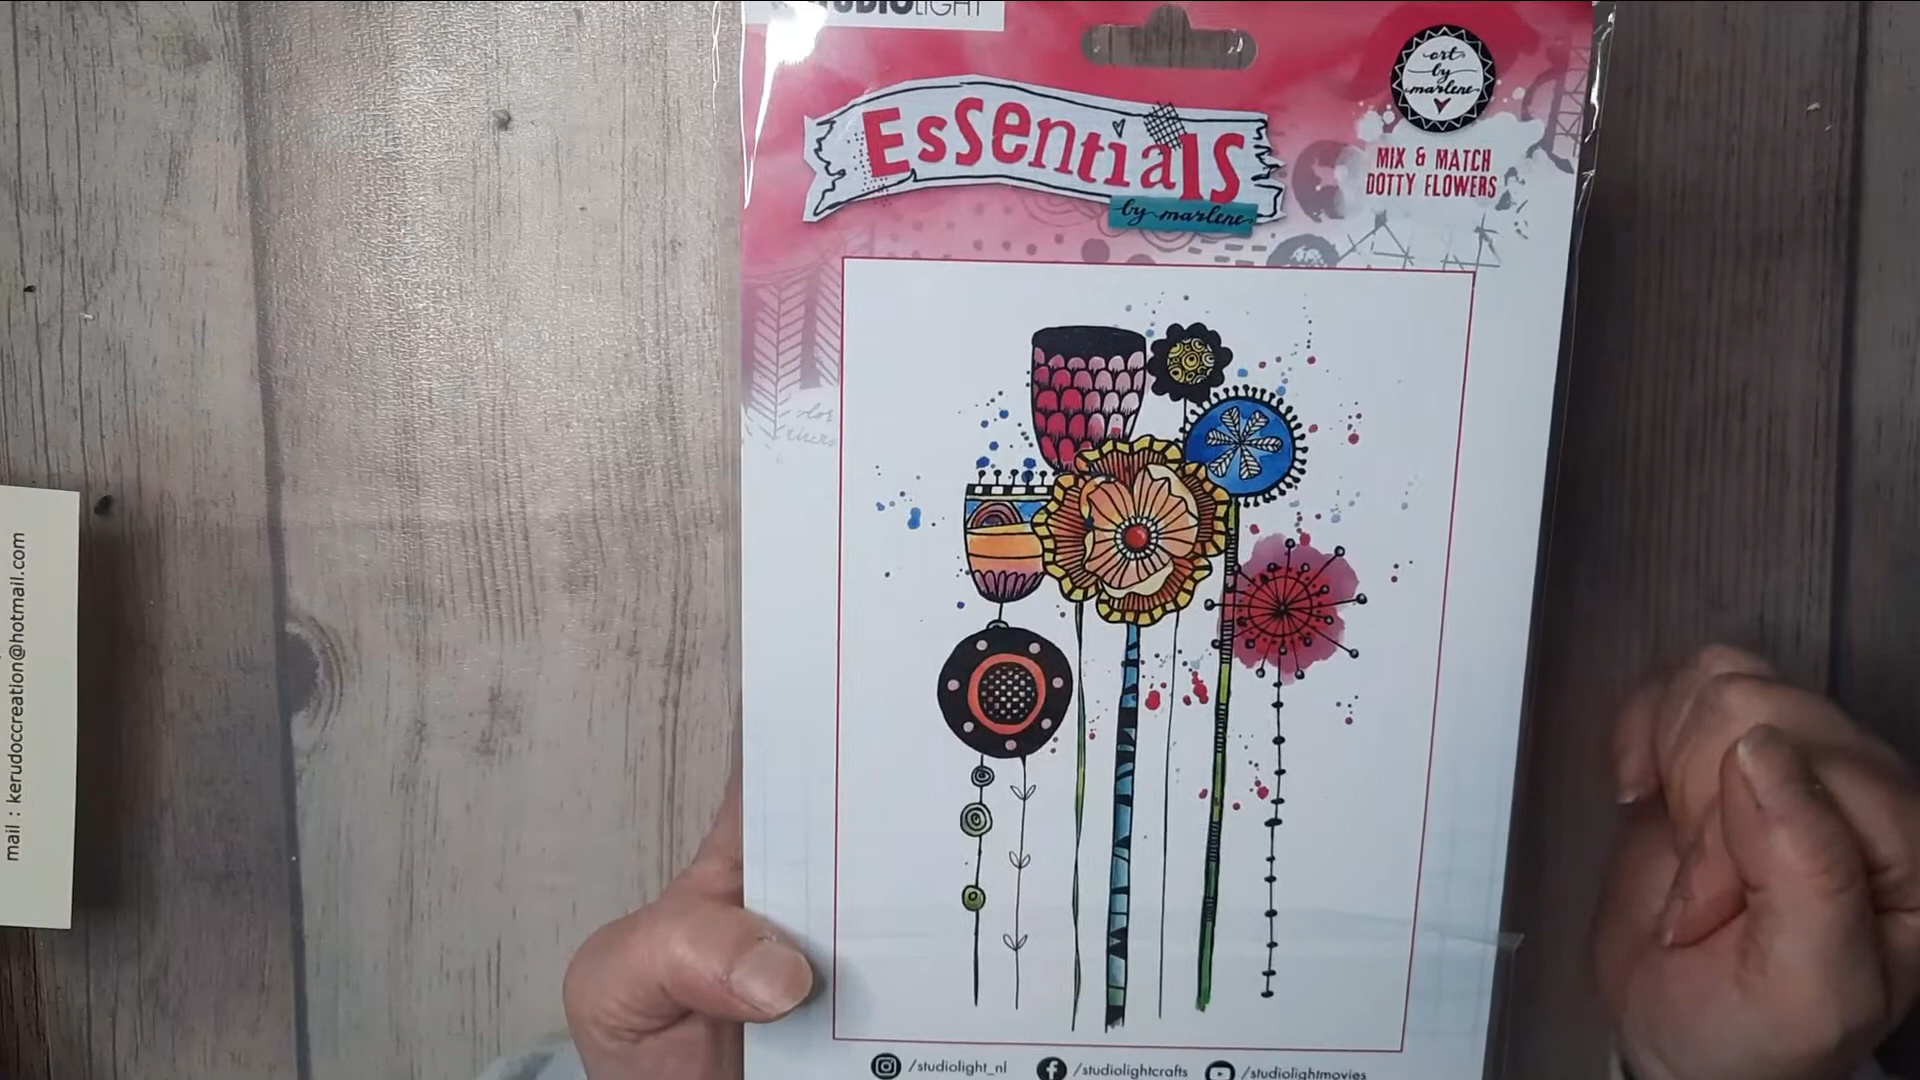 STUDIOLIGHT
Essentials
by marlene
art
by
marlene
MIX & MATCH
DOTTY FLOWERS
mail : kerudoccreation@hotmail.com
/studiolight_nl
/studiolightcrafts
/studiolightmovies